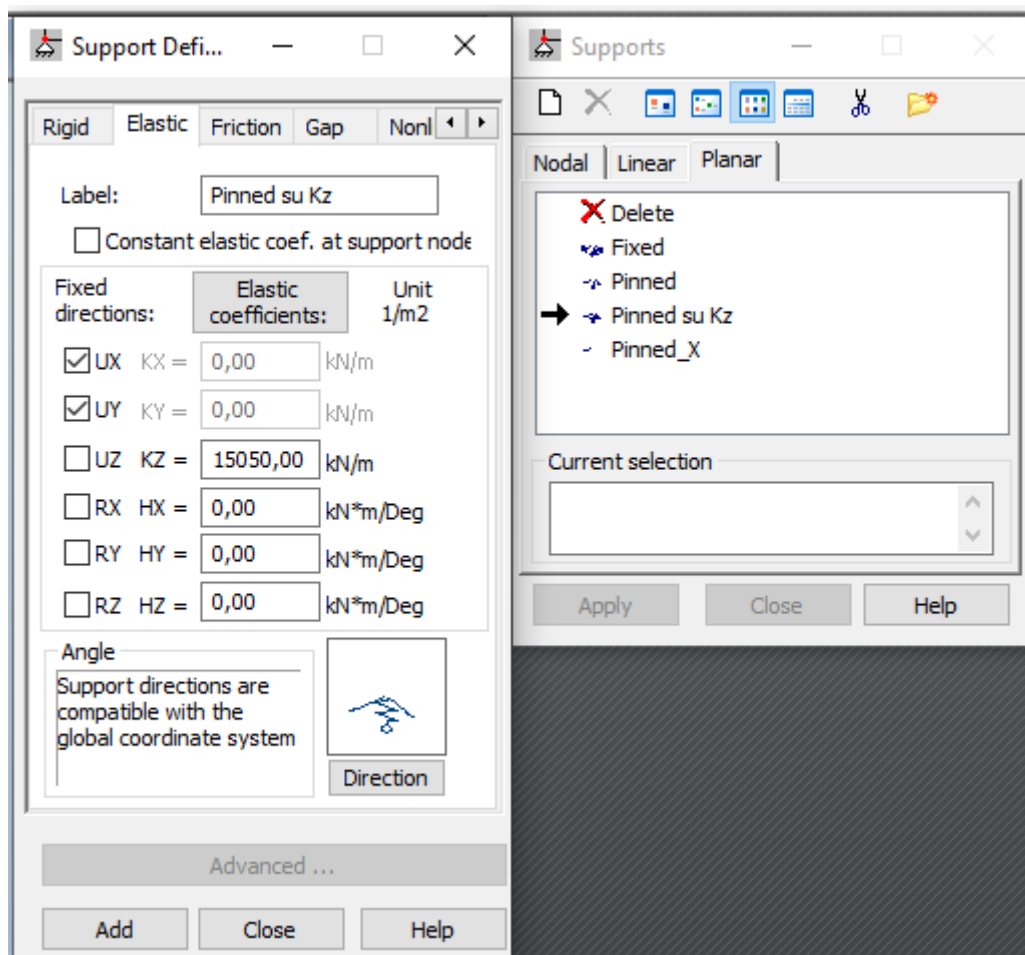 Support Defi...
Rigid Elastic Friction Gap Nonl
Label: Pinned su Kz
Constant elastic coef. at support node
Fixed directions:
Elastic coefficients:
Unit 1/m2
UX KX = 0,00 kN/m
UY KY = 0,00 kN/m
UZ KZ = 15050,00 kN/m
RX HX = 0,00 kN*m/Deg
RY HY = 0,00 kN*m/Deg
RZ HZ = 0,00 kN*m/Deg
Angle
Support directions are
compatible with the
global coordinate system
Direction
Advanced ...
Add Close Help
Supports
Nodal Linear Planar
Delete
Fixed
Pinned
Pinned su Kz
Pinned_X
Current selection
Apply Close Help